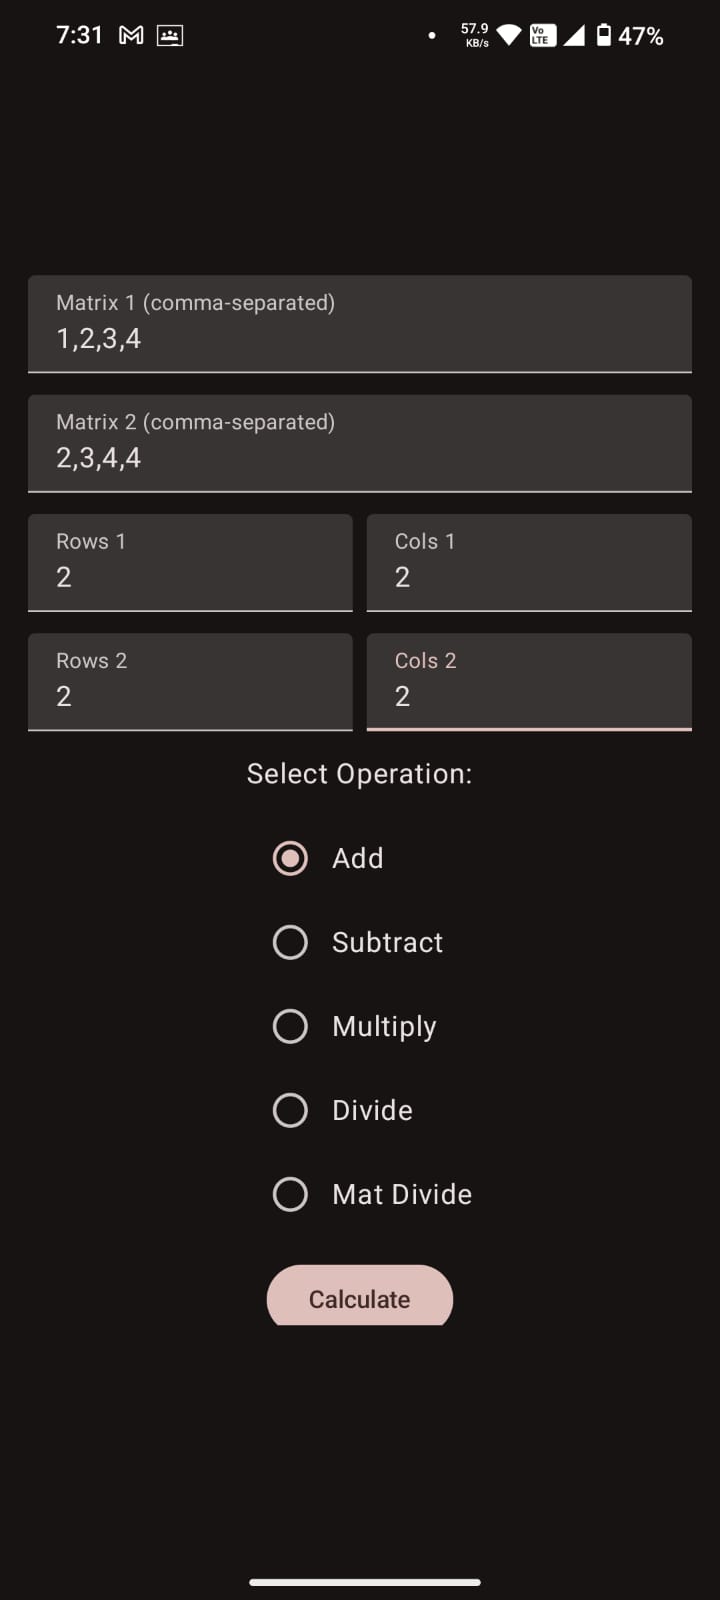 7:31 57.9 KB/s Vo LTE 47%
Matrix 1 (comma-separated)
1,2,3,4
Matrix 2 (comma-separated)
2,3,4,4
Rows 1 Cols 1
2 2
Rows 2 Cols 2
2 2
Select Operation:
Add
Subtract
Multiply
Divide
Mat Divide
Calculate